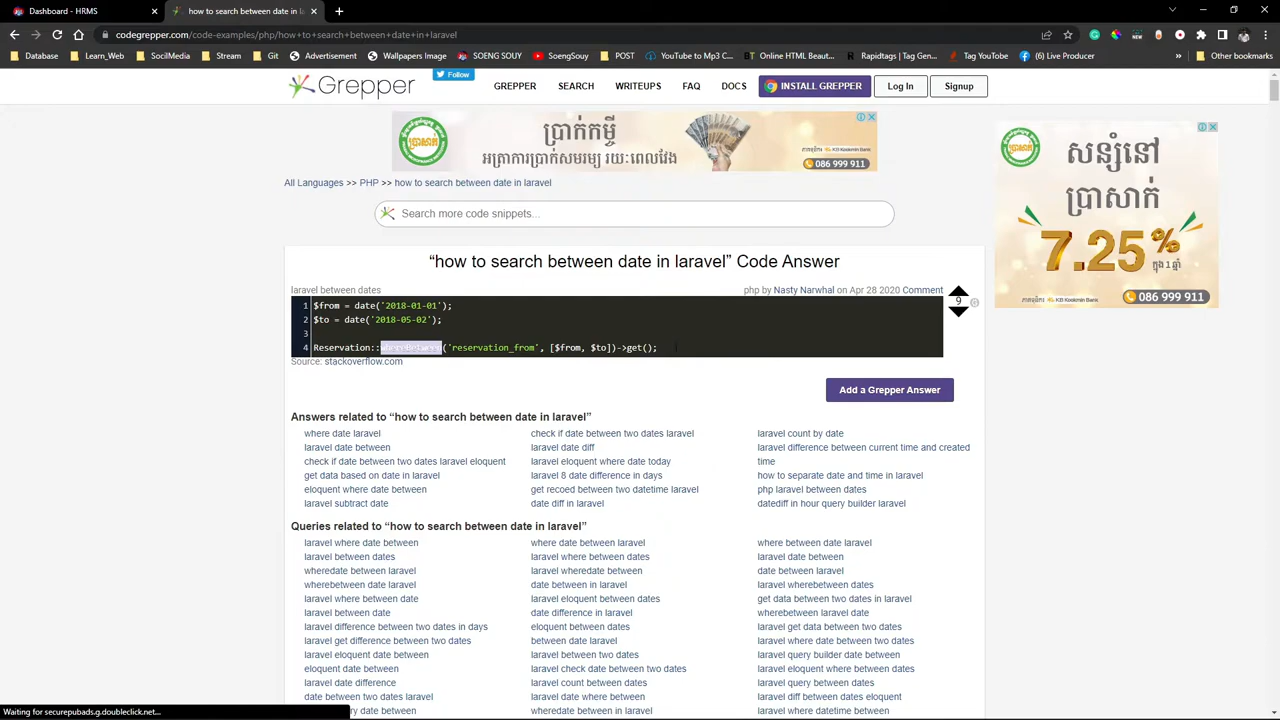 Dashboard - HRMS
how to search between date in l
codegrepper.com/code-examples/php/how+to+search+between+date+in+laravel
Database
Learn_Web
SocilMedia
Stream
Git
Advertisement
SOENG SOUY
SoengSouy
POST
YouTube to Mp3 C...
Online HTML Beaut...
Rapidtags | Tag Gen...
Tag YouTube
(6) Live Producer
Other bookmarks
Grepper
Follow
GREPPER
SEARCH
WRITEUPS
FAQ
DOCS
INSTALL GREPPER
Log In
Signup
ប្រាក់កម្ចី
អត្រាការប្រាក់សមរម្យ រយៈពេលវែង
086 999 911
សន្សំនៅ
ប្រាសាក់
7.25%
ក្នុង១ឆ្នាំ
086 999 911
All Languages >> PHP >> how to search between date in laravel
Search more code snippets...
“how to search between date in laravel” Code Answer
laravel between dates
php by Nasty Narwhal on Apr 28 2020 Comment
9
1 $from = date('2018-01-01');
2 $to = date('2018-05-02');
3
4 Reservation::whereBetween('reservation_from', [$from, $to])->get();
Source: stackoverflow.com
Add a Grepper Answer
Answers related to “how to search between date in laravel”
where date laravel
check if date between two dates laravel
laravel count by date
laravel date between
laravel date diff
laravel difference between current time and created
time
check if date between two dates laravel eloquent
laravel eloquent where date today
get data based on date in laravel
laravel 8 date difference in days
how to separate date and time in laravel
eloquent where date between
get recoed between two datetime laravel
php laravel between dates
laravel subtract date
date diff in laravel
datediff in hour query builder laravel
Queries related to “how to search between date in laravel”
laravel where date between
where date between laravel
where between date laravel
laravel between dates
laravel where between dates
laravel date between
wheredate between laravel
laravel wheredate between
date between laravel
wherebetween date laravel
date between in laravel
laravel wherebetween dates
laravel where between date
laravel eloquent between dates
get data between two dates in laravel
laravel between date
date difference in laravel
wherebetween laravel date
laravel difference between two dates in days
eloquent between dates
laravel get data between two dates
laravel get difference between two dates
between date laravel
laravel where date between two dates
laravel eloquent date between
laravel between two dates
laravel query builder date between
eloquent date between
laravel check date between two dates
laravel eloquent where between dates
laravel date difference
laravel count between dates
laravel query between dates
date between two dates laravel
laravel date where between
laravel diff between dates eloquent
ry date between
wheredate between in laravel
laravel whereBetween datetime
Waiting for securepubads.g.doubleclick.net...